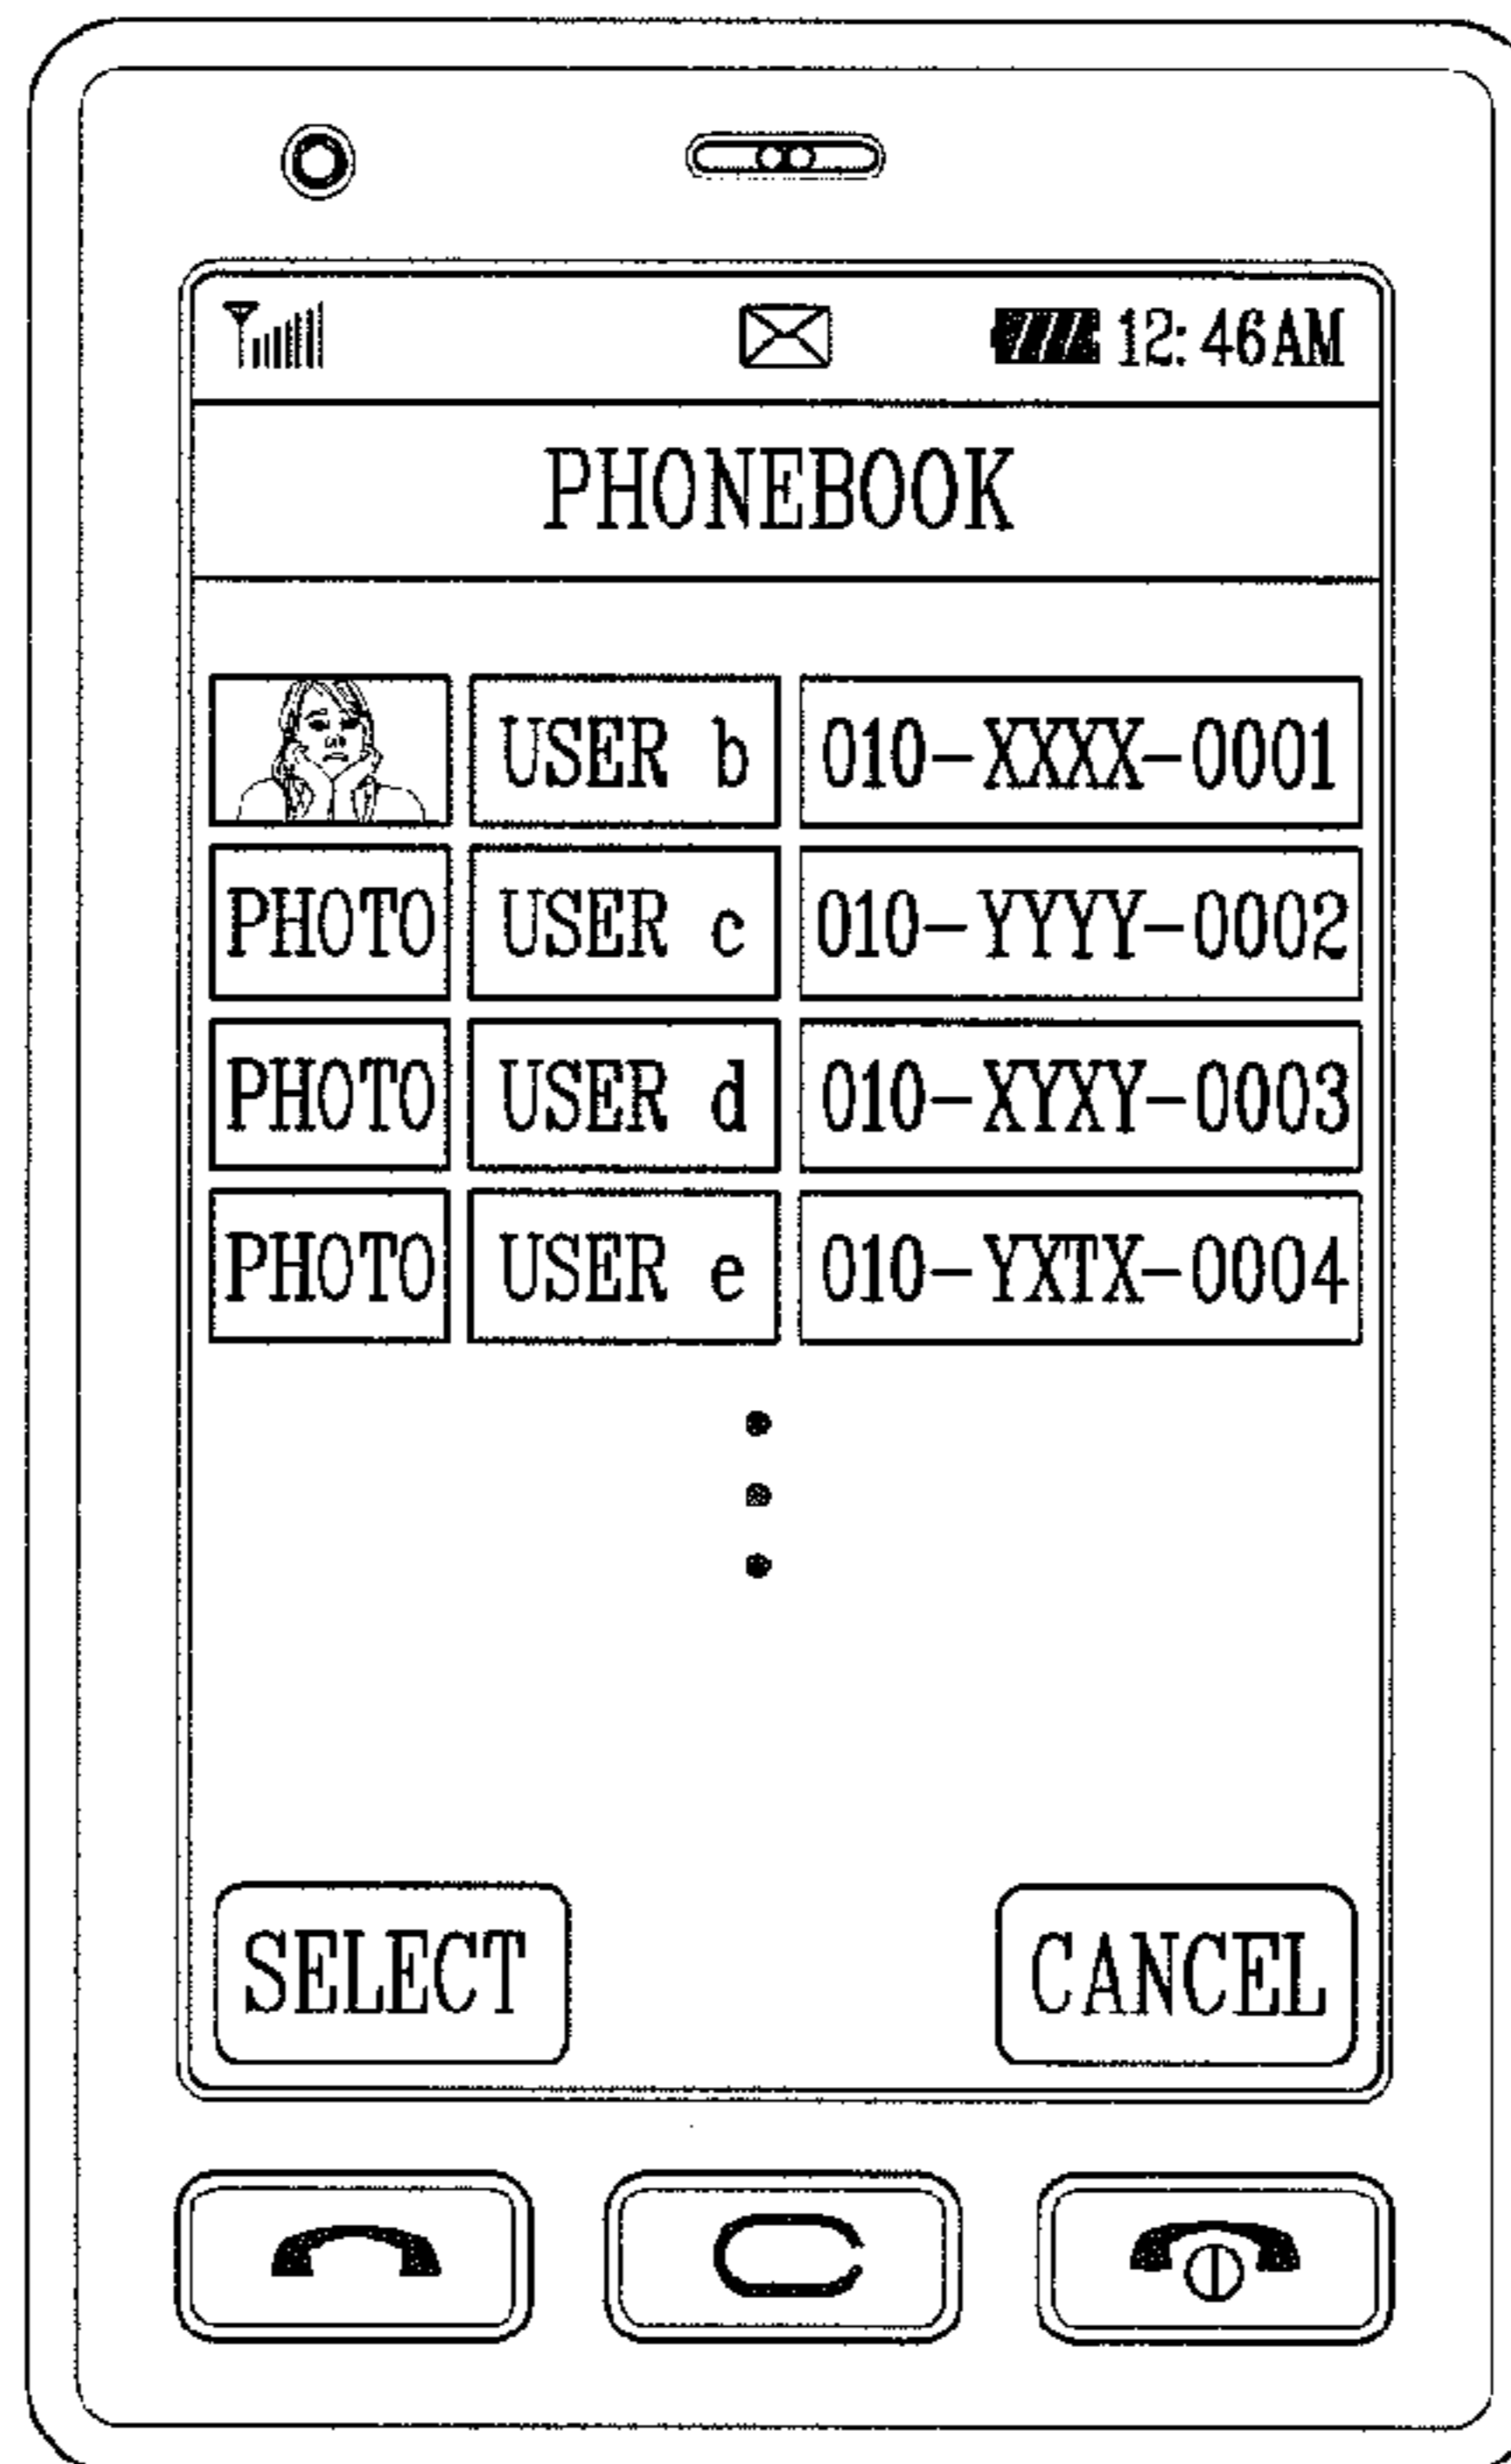 12:46AM
PHONEBOOK
USER b 010-XXXX-0001
PHOTO USER c 010-YYYY-0002
PHOTO USER d 010-XYXY-0003
PHOTO USER e 010-YXTX-0004
SELECT CANCEL